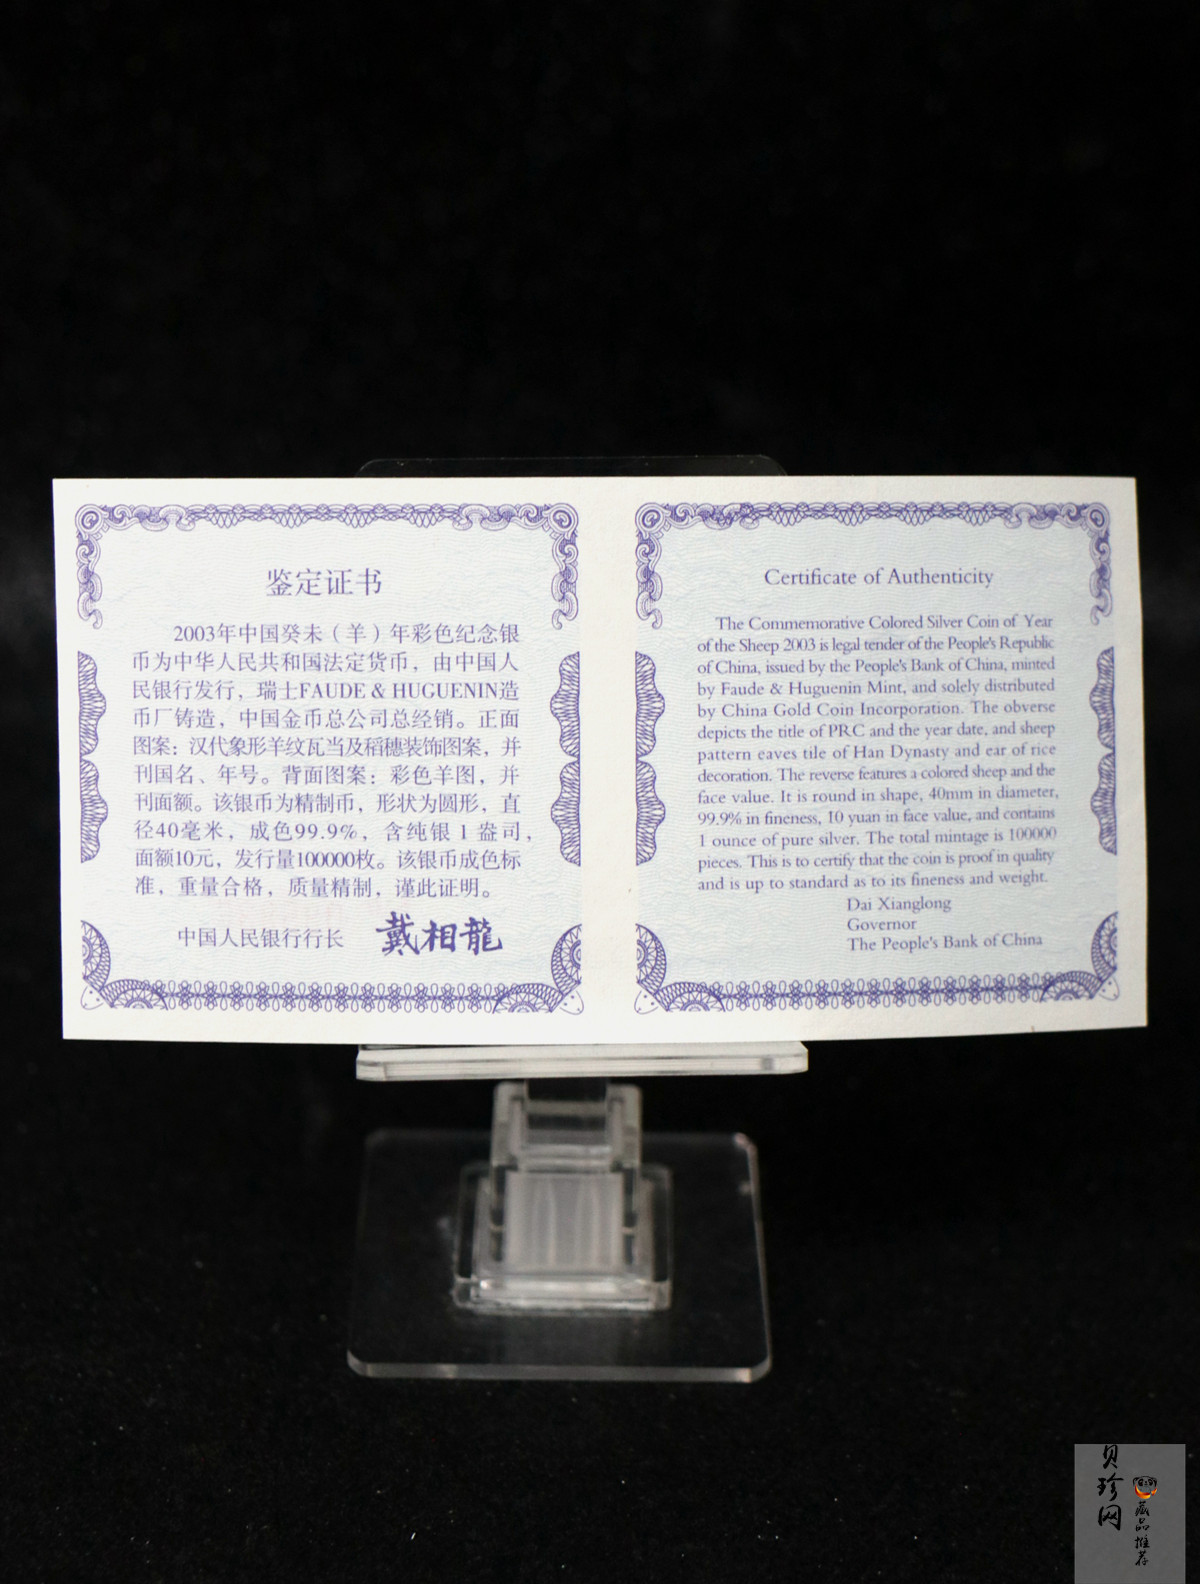 鉴定证书
2003年中国癸未（羊）年彩色纪念银
币为中华人民共和国法定货币，由中国人
民银行发行，瑞士FAUDE & HUGUENIN造
币厂铸造，中国金币总公司总经销。正面
图案：汉代象形羊纹瓦当及稻穗装饰图案，并
刊国名、年号。背面图案：彩色羊图，并
刊面额。该银币为精制币，形状为圆形，直
径40毫米，成色99.9%，含纯银1盎司，
面额10元，发行量100000枚。该银币成色标
准，重量合格，质量精制，谨此证明。
中国人民银行行长 戴相龍
Certificate of Authenticity
The Commemorative Colored Silver Coin of Year
of the Sheep 2003 is legal tender of the People's Republic
of China, issued by the People's Bank of China, minted
by Faude & Huguenin Mint, and solely distributed
by China Gold Coin Incorporation. The obverse
depicts the title of PRC and the year date, and sheep
pattern eaves tile of Han Dynasty and ear of rice
decoration. The reverse features a colored sheep and the
face value. It is round in shape, 40mm in diameter,
99.9% in fineness, 10 yuan in face value, and contains
1 ounce of pure silver. The total mintage is 100000
pieces. This is to certify that the coin is proof in quality
and is up to standard as to its fineness and weight.
Dai Xianglong
Governor
The People's Bank of China
贝珍网
藏品推荐